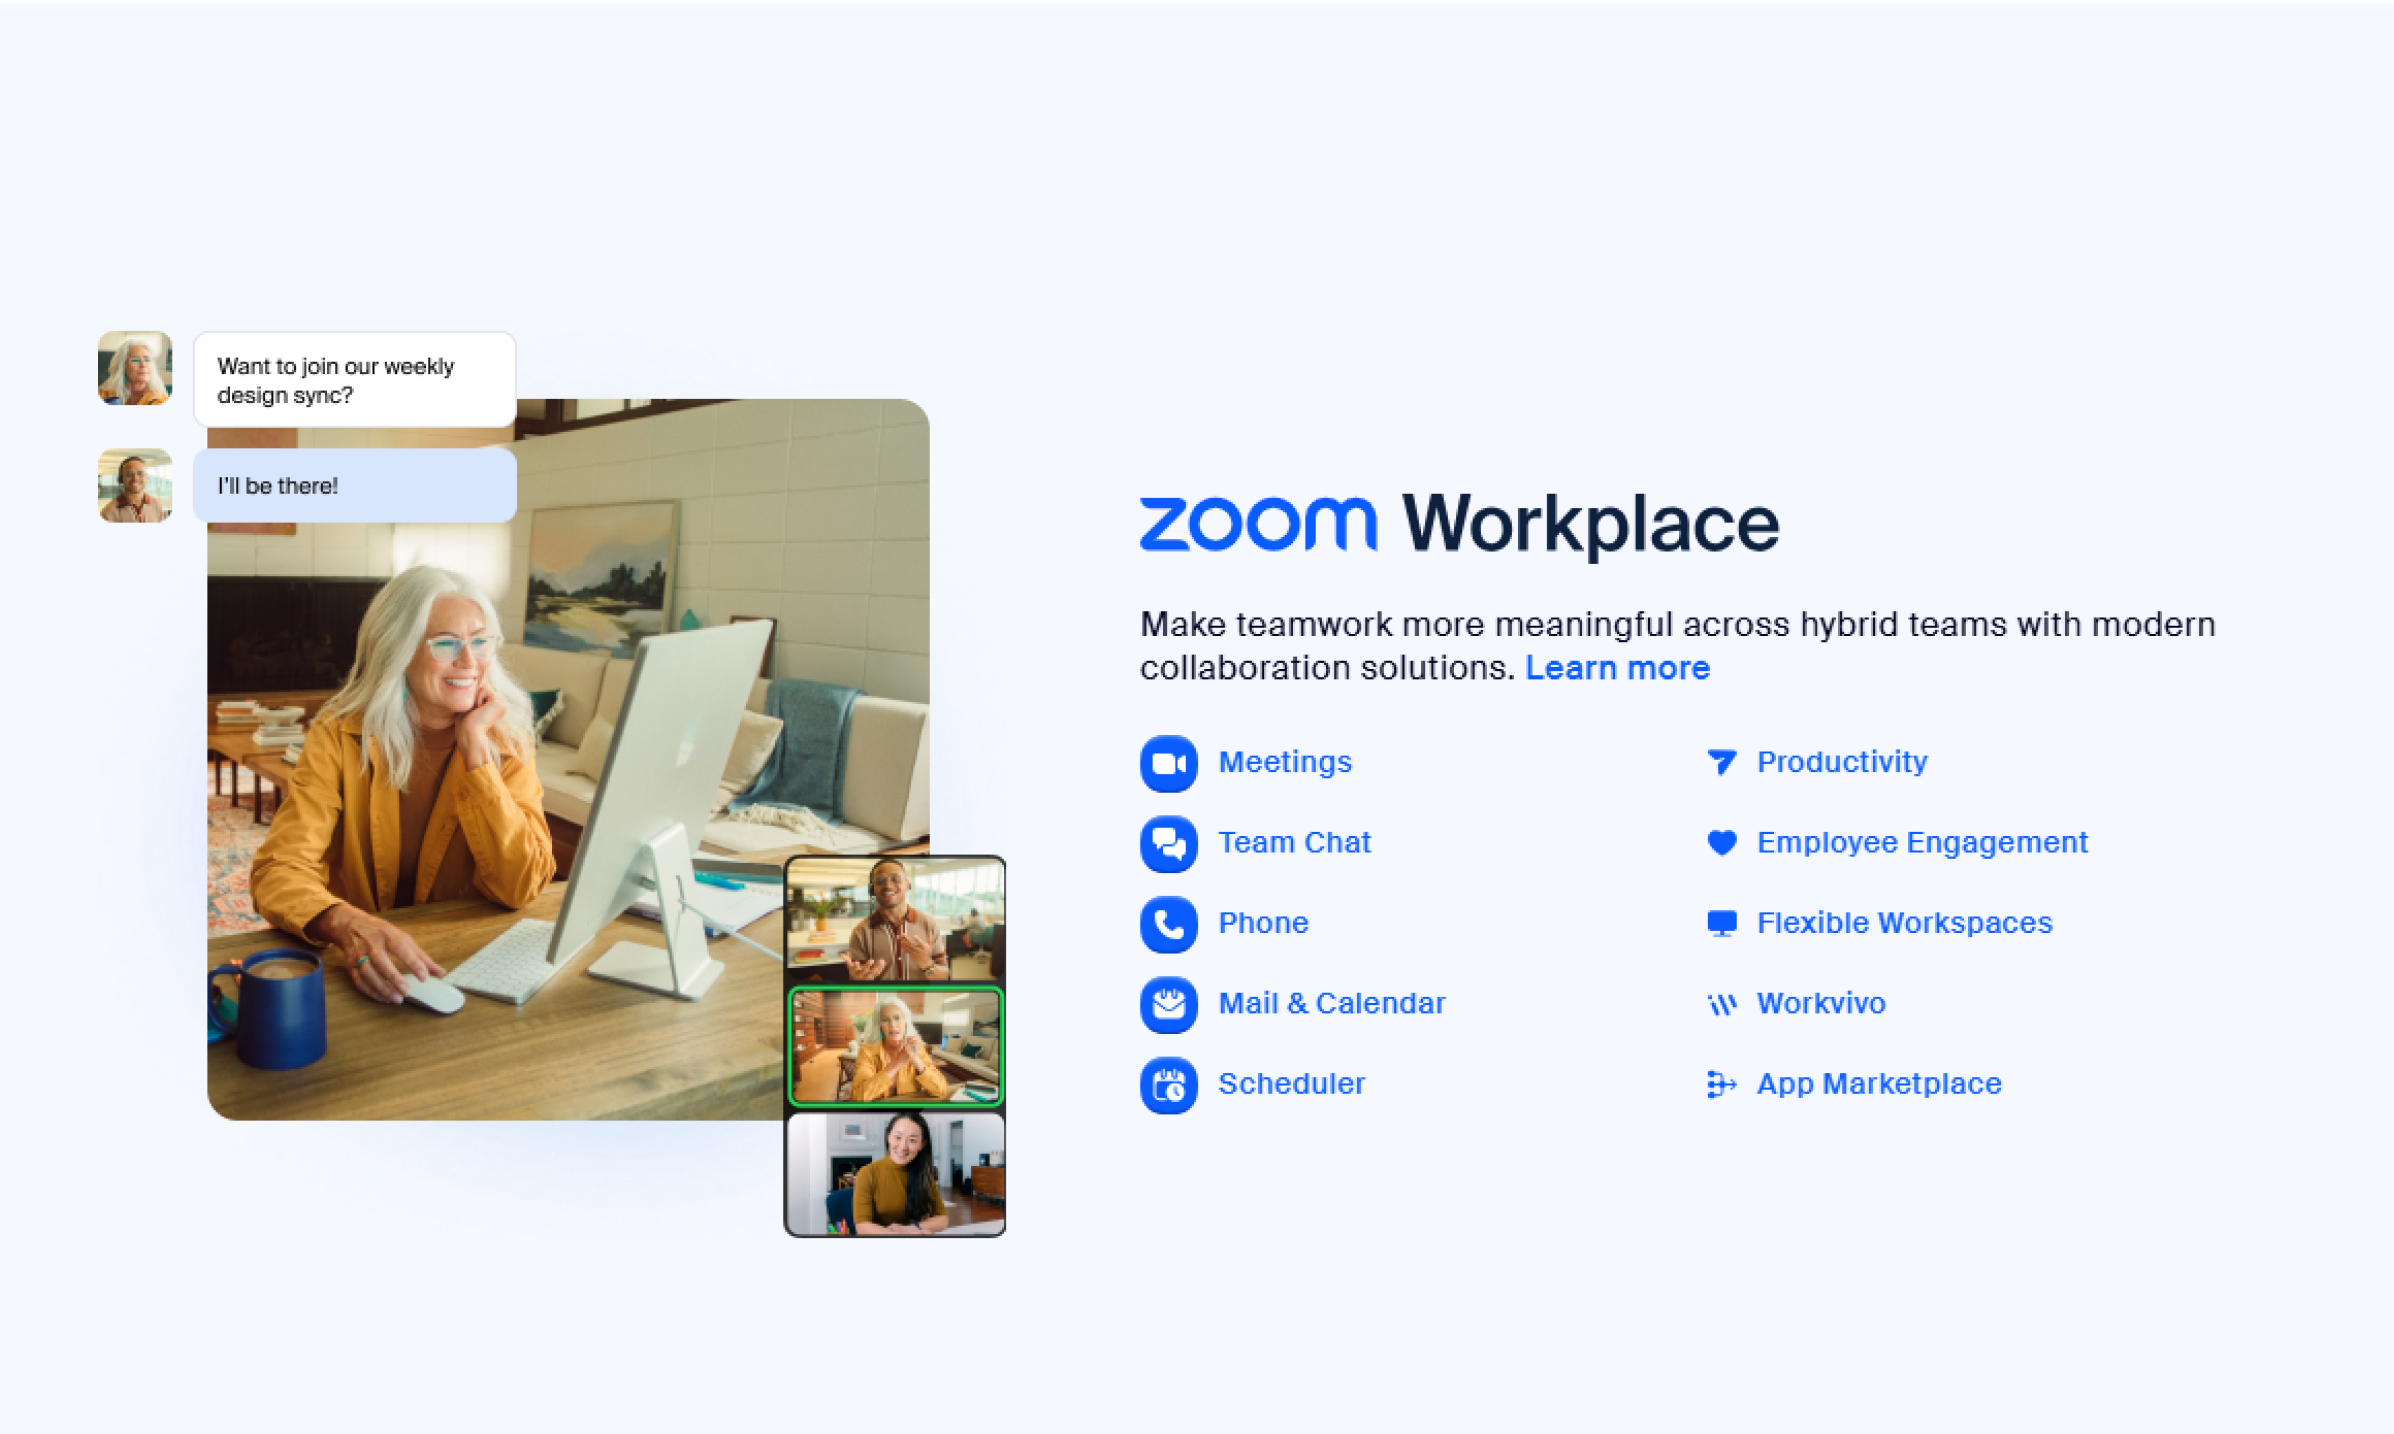 Want to join our weekly
design sync?
I'll be there!
zoom Workplace
Make teamwork more meaningful across hybrid teams with modern
collaboration solutions. Learn more
Meetings
Team Chat
Phone
Mail & Calendar
Scheduler
Productivity
Employee Engagement
Flexible Workspaces
Workvivo
App Marketplace